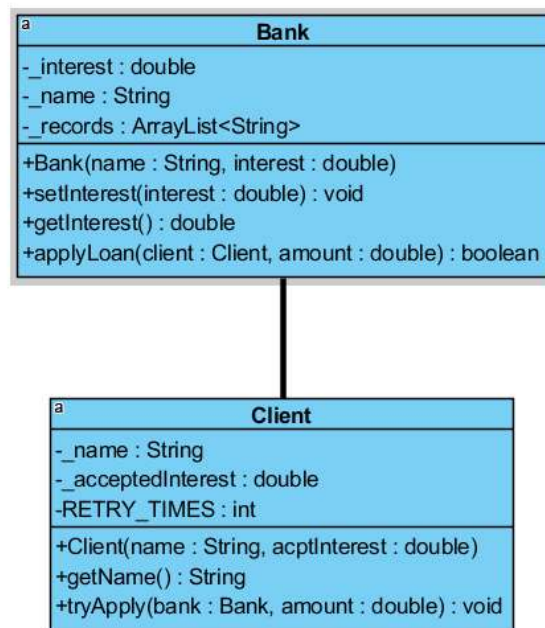 a
Bank
-_interest : double
-_name : String
-_records : ArrayList<String>
+Bank(name : String, interest : double)
+setInterest(interest : double) : void
+getInterest() : double
+applyLoan(client : Client, amount : double) : boolean
a
Client
-_name : String
-_acceptedInterest : double
-RETRY_TIMES : int
+Client(name : String, acptInterest : double)
+getName() : String
+tryApply(bank : Bank, amount : double) : void